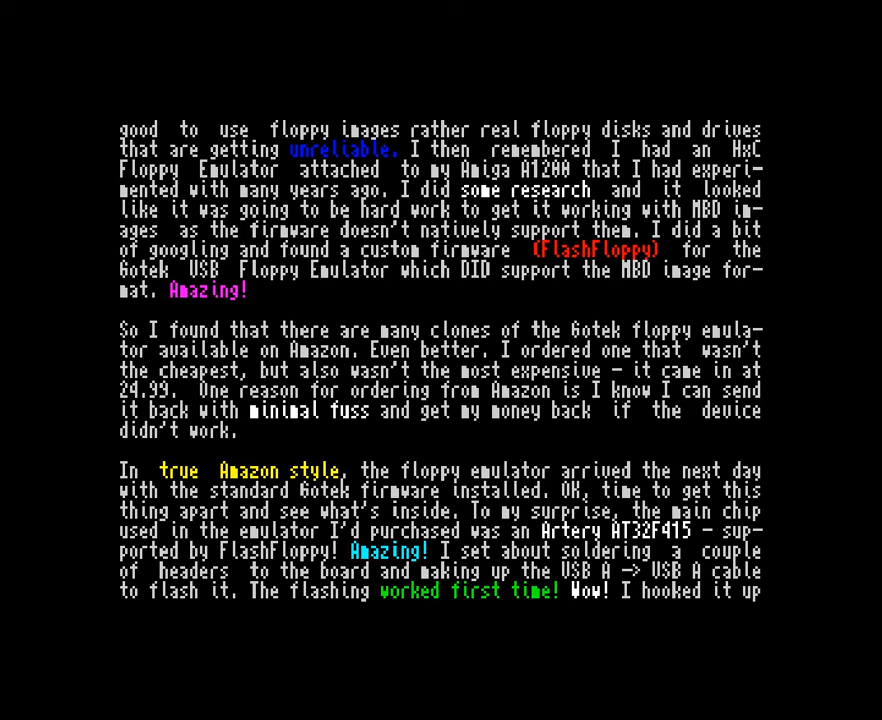 good to use floppy images rather real floppy disks and drives
that are getting unreliable. I then remembered I had an HxC
Floppy Emulator attached to my Amiga A1200 that I had experi-
mented with many years ago. I did some research and it looked
like it was going to be hard work to get it working with MBD im-
ages as the firmware doesn't natively support them. I did a bit
of googling and found a custom firmware (FlashFloppy) for the
Gotek USB Floppy Emulator which DID support the MBD image for-
mat. Amazing!
So I found that there are many clones of the Gotek floppy emula-
tor available on Amazon. Even better. I ordered one that wasn't
the cheapest, but also wasn't the most expensive - it came in at
24.99. One reason for ordering from Amazon is I know I can send
it back with minimal fuss and get my money back if the device
didn't work.
In true Amazon style, the floppy emulator arrived the next day
with the standard Gotek firmware installed. OK, time to get this
thing apart and see what's inside. To my surprise, the main chip
used in the emulator I'd purchased was an Artery AT32F415 - sup-
ported by FlashFloppy! Amazing! I set about soldering a couple
of headers to the board and making up the USB A -> USB A cable
to flash it. The flashing worked first time! Wow! I hooked it up